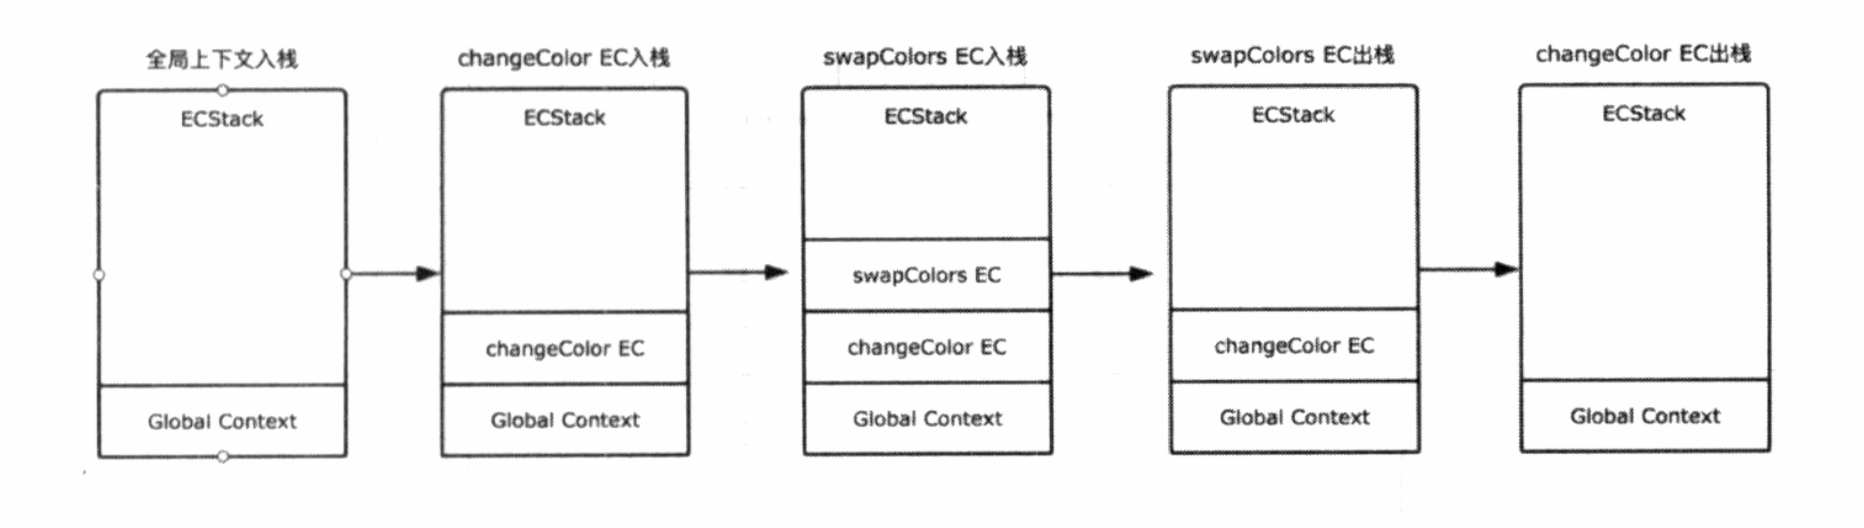 全局上下文入栈
ECStack
Global Context
changeColor EC入栈
ECStack
changeColor EC
Global Context
swapColors EC入栈
ECStack
swapColors EC
changeColor EC
Global Context
swapColors EC出栈
ECStack
changeColor EC
Global Context
changeColor EC出栈
ECStack
Global Context